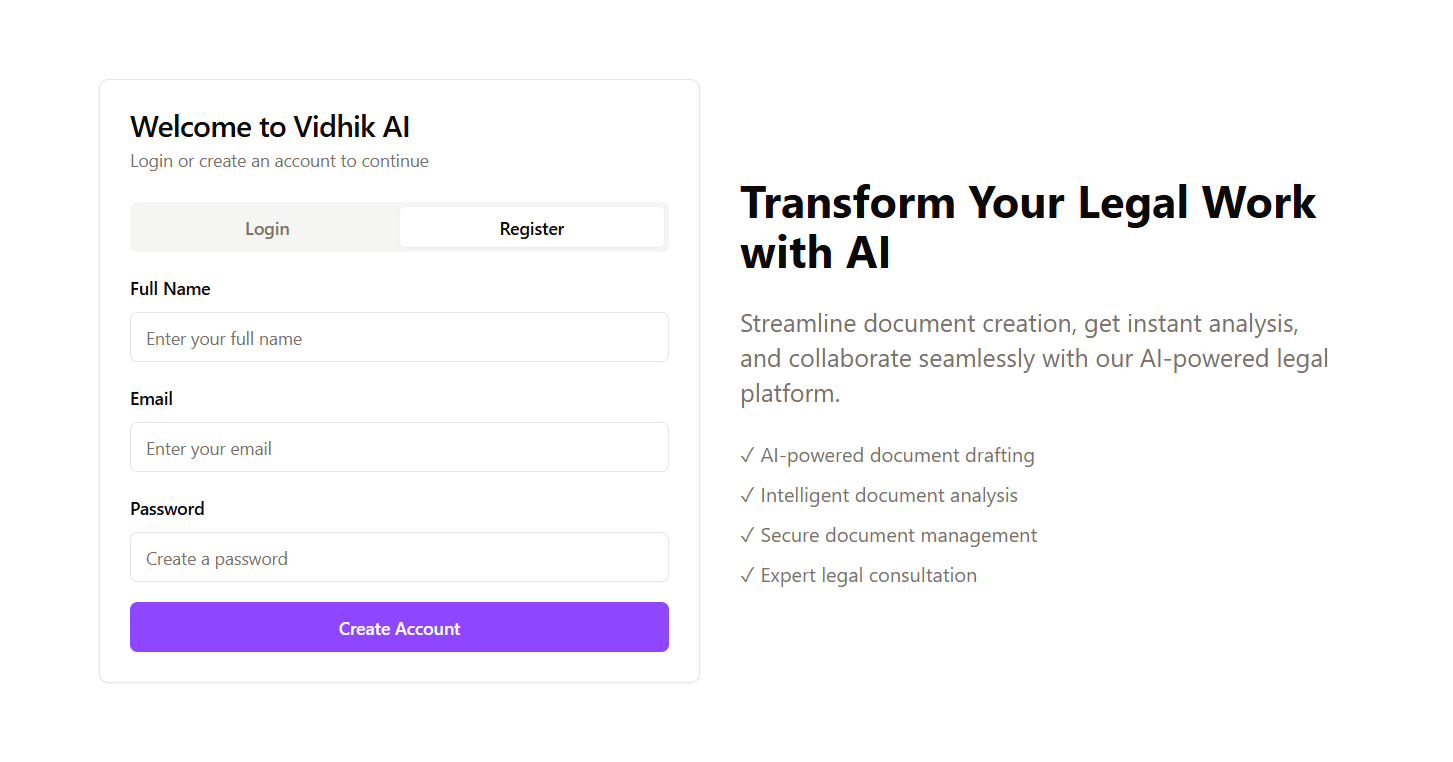 Welcome to Vidhik AI
Login or create an account to continue
Login
Register
Full Name
Enter your full name
Email
Enter your email
Password
Create a password
Create Account
Transform Your Legal Work
with AI
Streamline document creation, get instant analysis,
and collaborate seamlessly with our AI-powered legal
platform.
✓ AI-powered document drafting
✓ Intelligent document analysis
✓ Secure document management
✓ Expert legal consultation